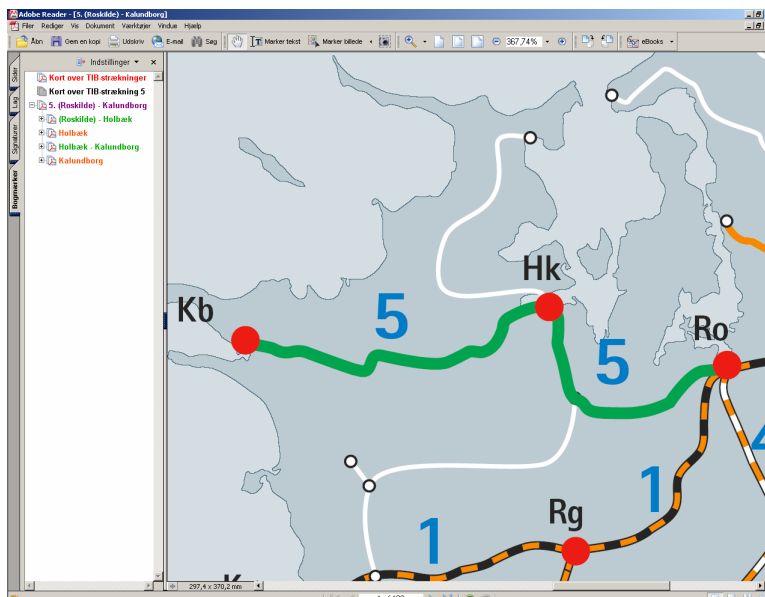 Adobe Reader - [5. (Roskilde) - Kalundborg]
Filer Rediger Vis Dokument Værktøjer Vindue Hjælp
Åbn Gem en kopi Udskriv E-mail Søg Marker tekst Marker billede 367,74% eBooks
Indstillinger
Sider
Lag
Signaturer
Bogmærker
Kort over TIB-strækninger
Kort over TIB-strækning 5
5. (Roskilde) - Kalundborg
(Roskilde) - Holbæk
Holbæk
Holbæk - Kalundborg
Kalundborg
Hk
Kb
5
Ro
5
4
1
Rg
1
297,4 x 370,2 mm